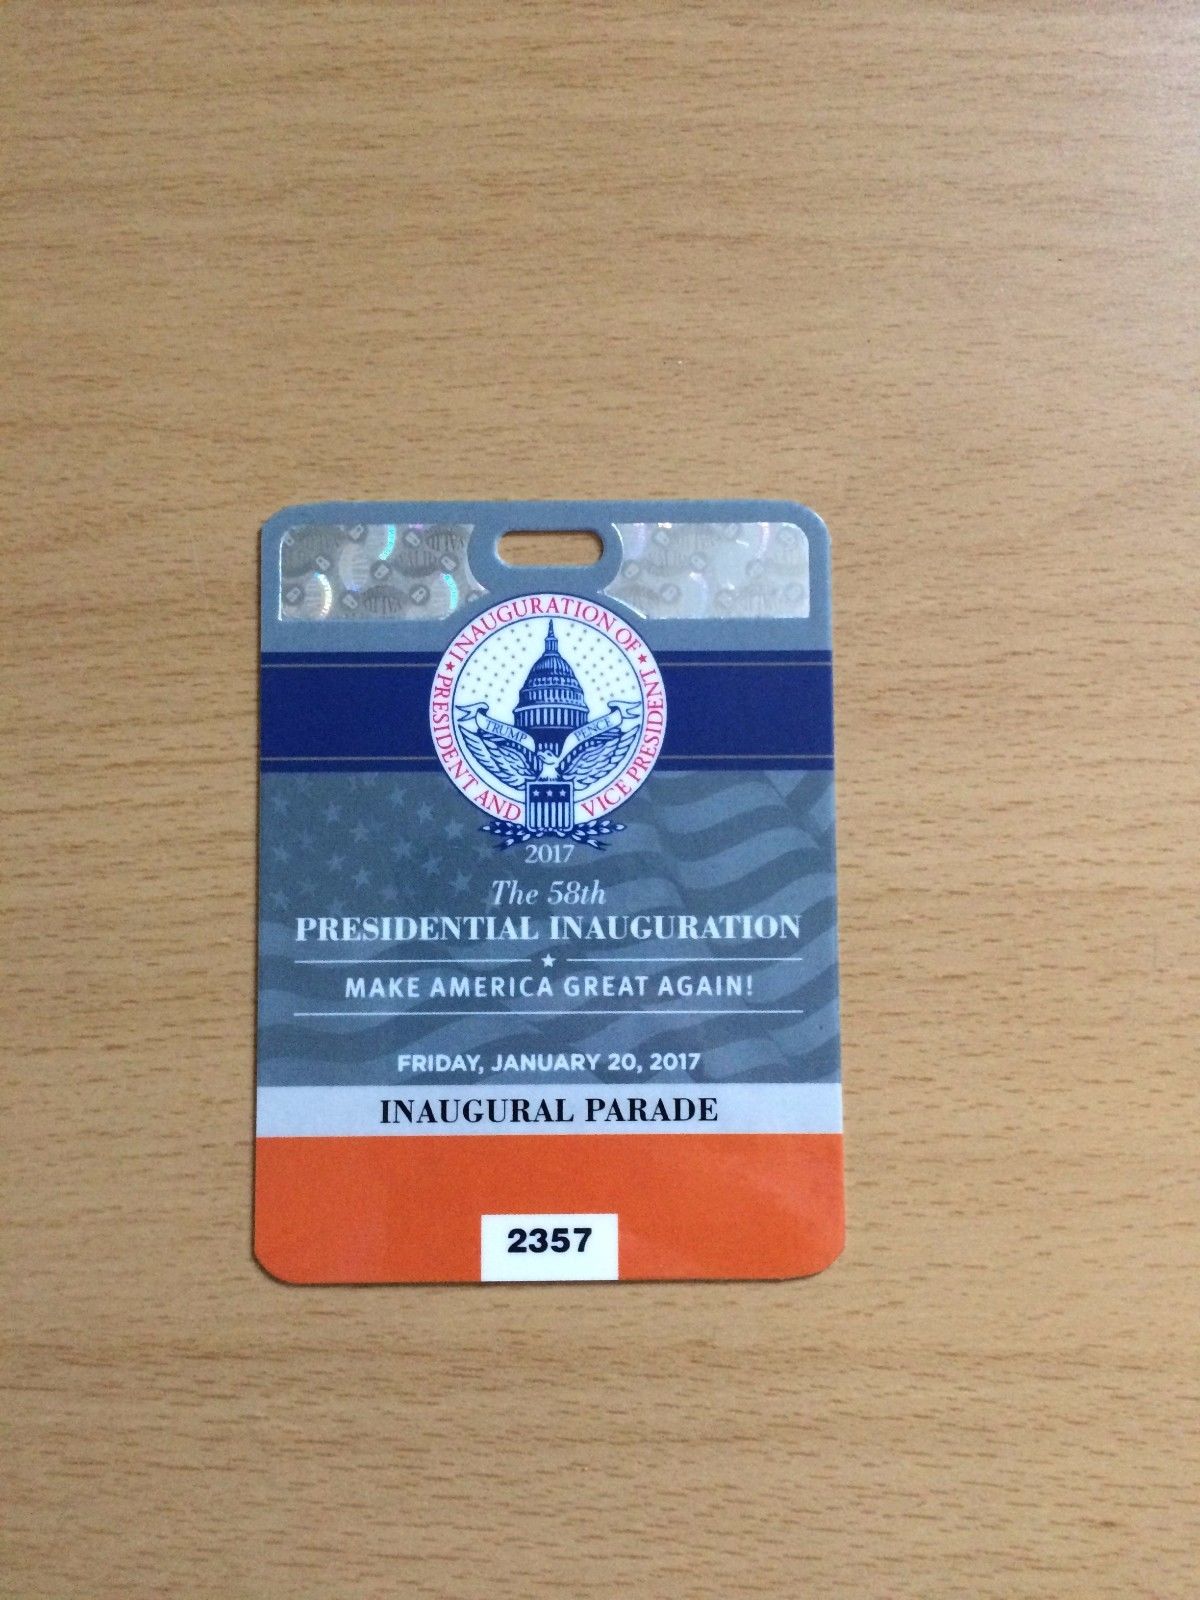 INAUGURATION OF
PRESIDENT AND
VICE PRESIDENT
TRUMP
PENCE
2017
The 58th
PRESIDENTIAL INAUGURATION
MAKE AMERICA GREAT AGAIN!
FRIDAY, JANUARY 20, 2017
INAUGURAL PARADE
2357